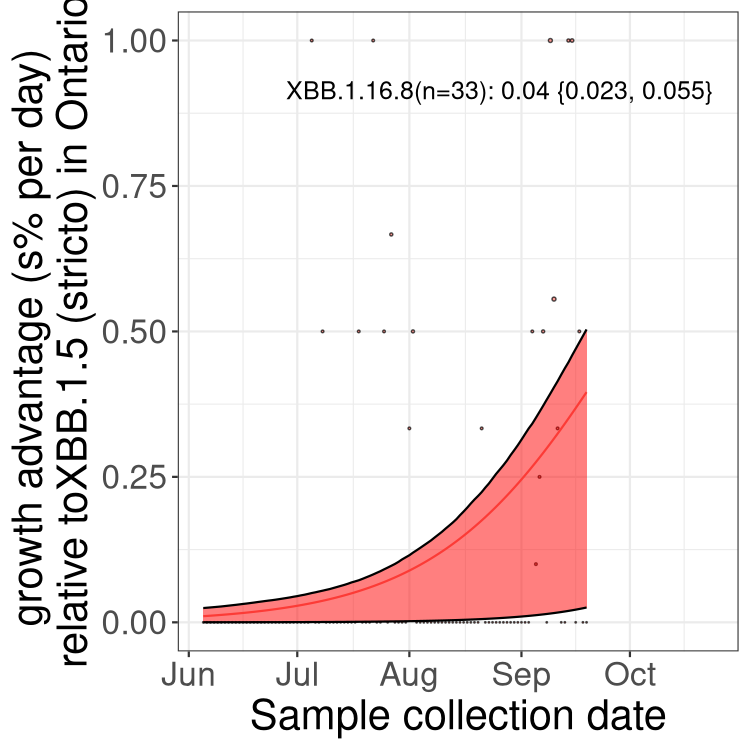 growth advantage (s% per day)
relative toXBB.1.5 (stricto) in Ontario
1.00
0.75
0.50
0.25
0.00
XBB.1.16.8(n=33): 0.04 {0.023, 0.055}
Jun Jul Aug Sep Oct
Sample collection date